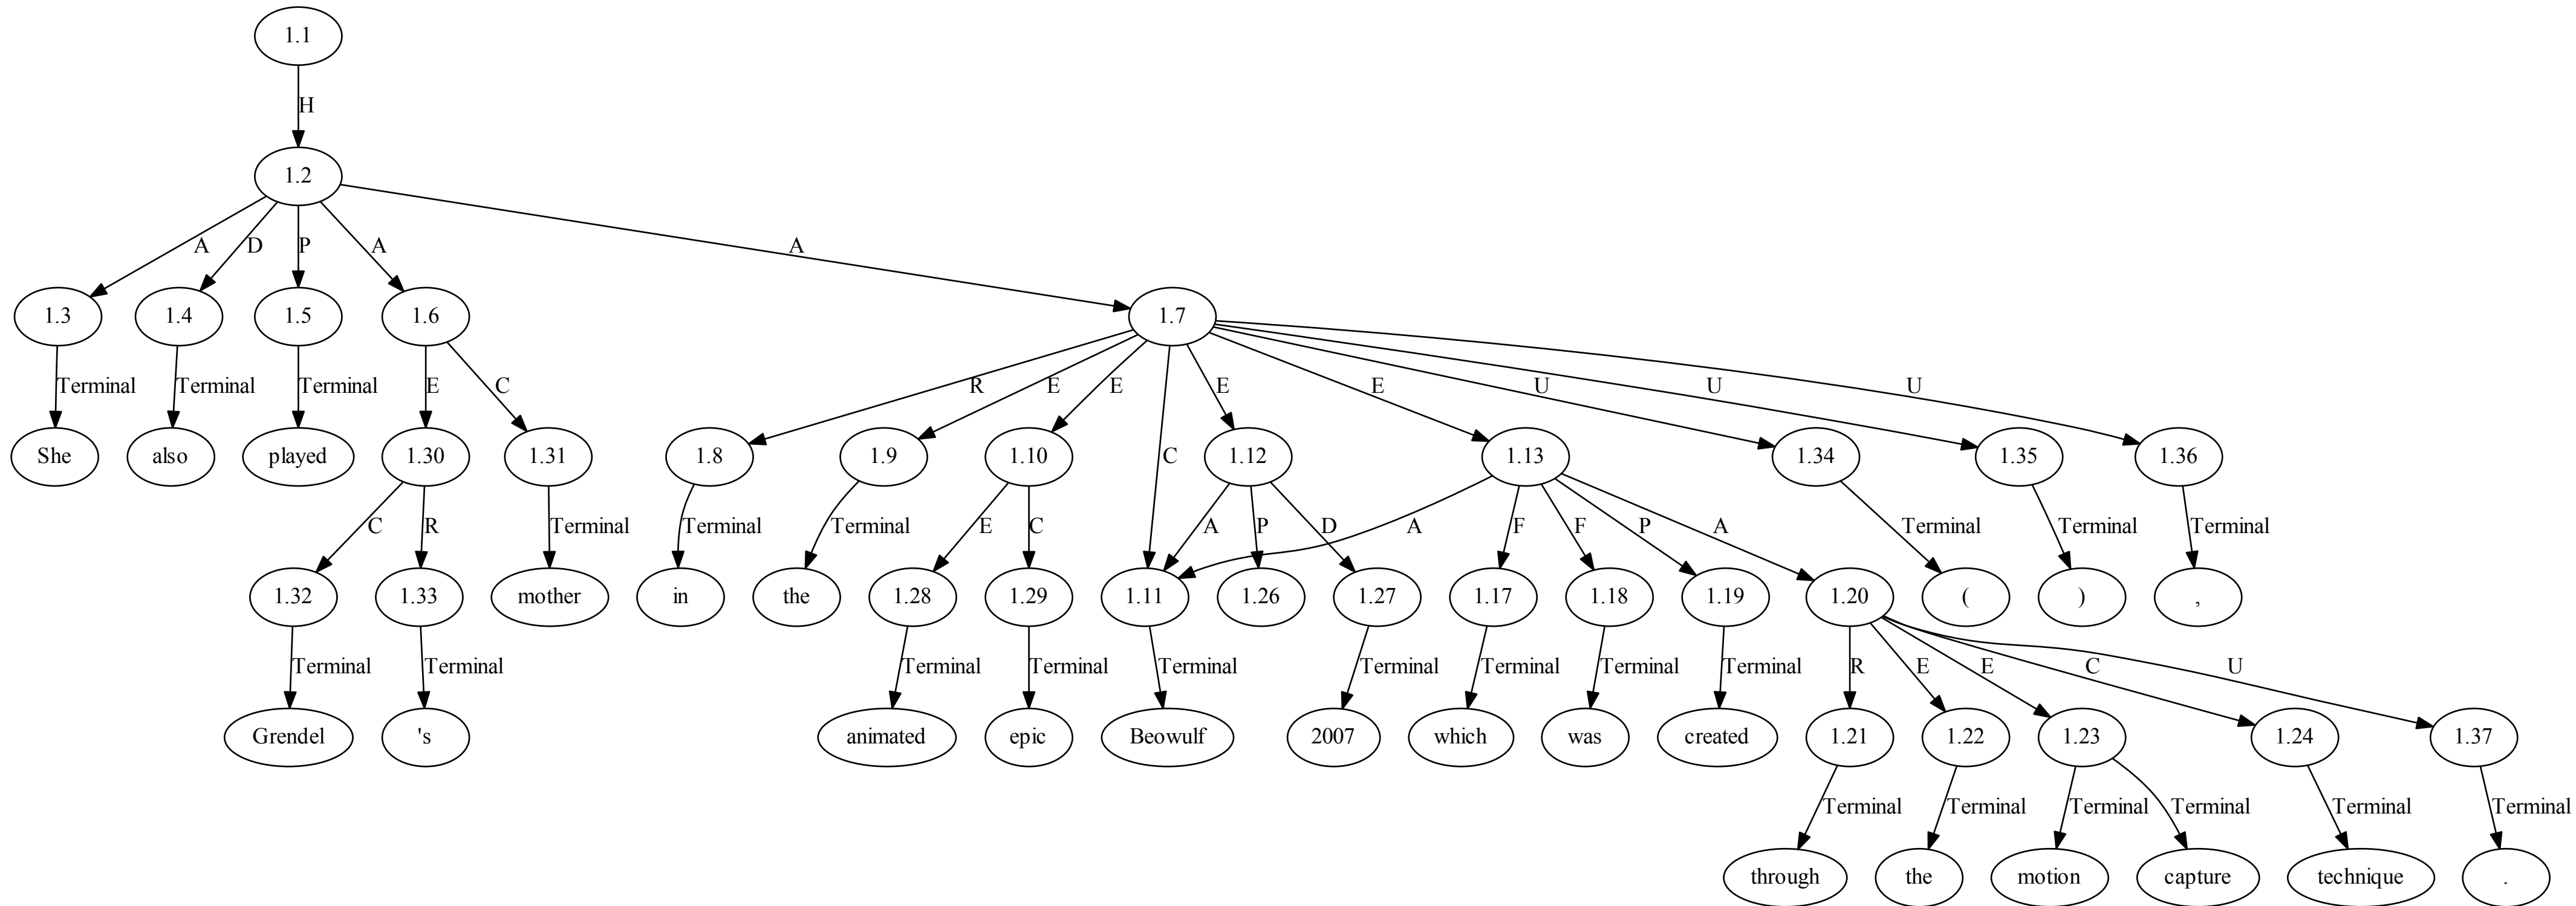 1.1
H
1.2
A D P A A
1.3 1.4 1.5 1.6 1.7
Terminal Terminal Terminal E C R E E C E E U U U
She also played 1.30 1.31 1.8 1.9 1.10 1.12 1.13 1.34 1.35 1.36
C R Terminal Terminal Terminal E C A P D A F F P A Terminal Terminal Terminal
1.32 1.33 mother in the 1.28 1.29 1.11 1.26 1.27 1.17 1.18 1.19 1.20 ( ) ,
Terminal Terminal Terminal Terminal Terminal Terminal Terminal Terminal Terminal R E E C U
Grendel 's animated epic Beowulf 2007 which was created 1.21 1.22 1.23 1.24 1.37
Terminal Terminal Terminal Terminal Terminal Terminal
through the motion capture technique .